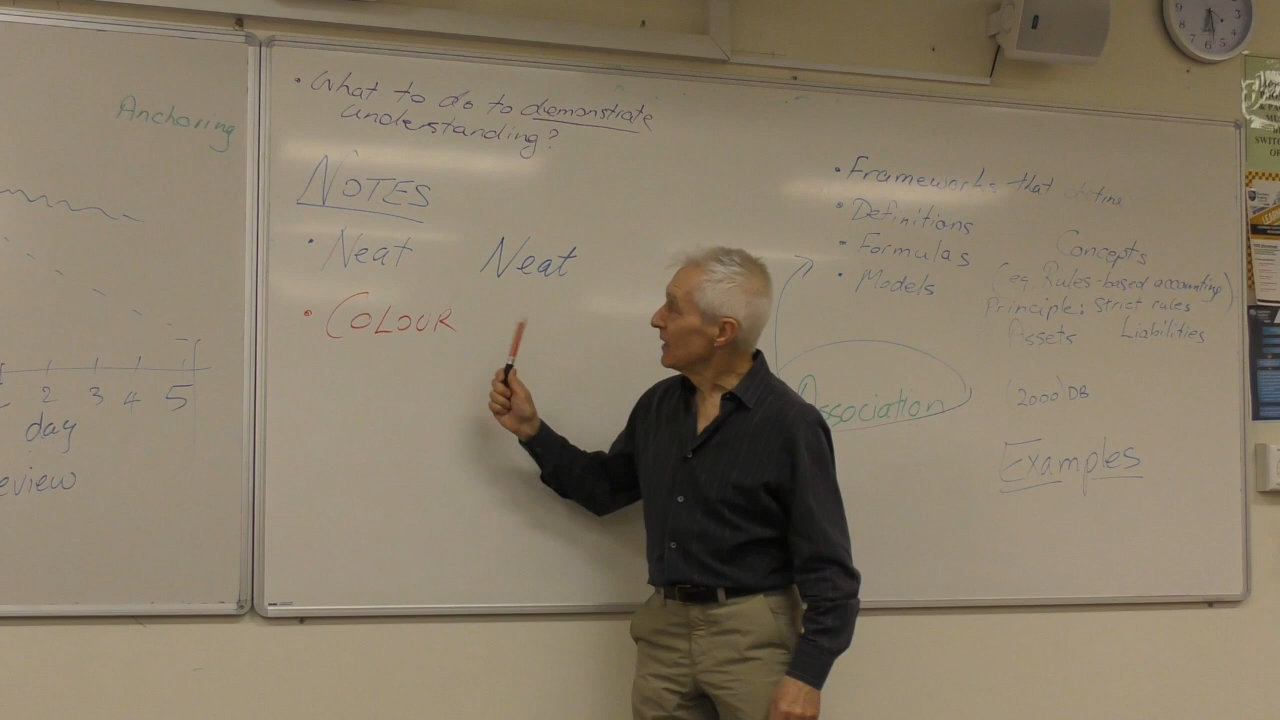 Anchoring
2 3 4 5
day
eview
• What to do to demonstrate
understanding?
NOTES
• Neat Neat
• COLOUR
• Frameworks that define
• Definitions
- Formulas
• Models
Association
Concepts
(eg. Rules-based accounting)
Principle: Strict rules
Assets Liabilities
(2000) DB
Examples